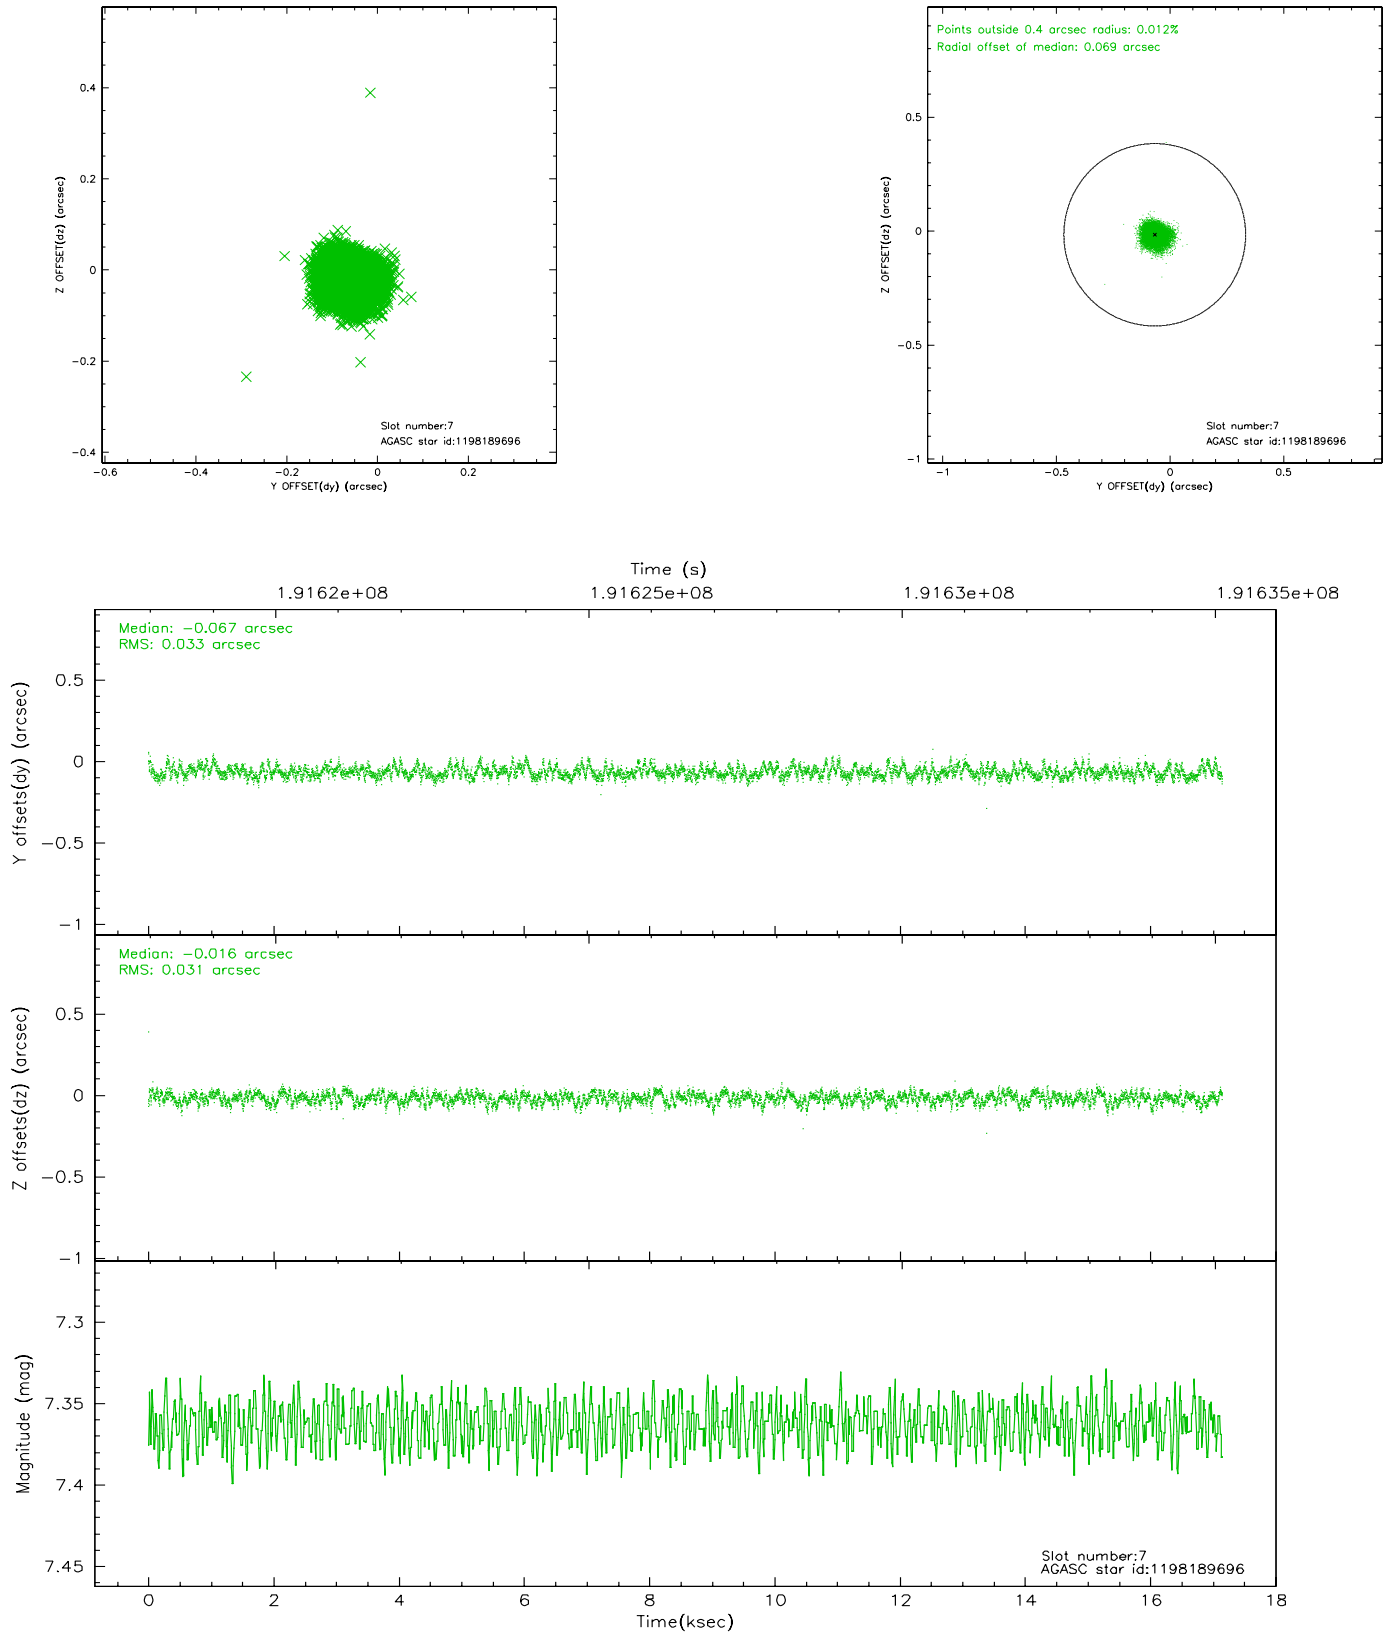 0.4
0.2
0
−0.2
−0.4
−0.6
−0.4
−0.2
0
0.2
Z OFFSET(dz) (arcsec)
Y OFFSET(dy) (arcsec)
Slot number:7
AGASC star id:1198189696
Points outside 0.4 arcsec radius: 0.012%
Radial offset of median: 0.069 arcsec
0.5
0
−0.5
−1
−1
−0.5
0
0.5
Z OFFSET(dz) (arcsec)
Y OFFSET(dy) (arcsec)
Slot number:7
AGASC star id:1198189696
Time (s)
1.9162e+08
1.91625e+08
1.9163e+08
1.91635e+08
Median: −0.067 arcsec
RMS: 0.033 arcsec
0.5
0
−0.5
−1
Y offsets(dy) (arcsec)
Median: −0.016 arcsec
RMS: 0.031 arcsec
0.5
0
−0.5
−1
Z offsets(dz) (arcsec)
7.3
7.35
7.4
7.45
Magnitude (mag)
Slot number:7
AGASC star id:1198189696
0
2
4
6
8
10
12
14
16
18
Time(ksec)